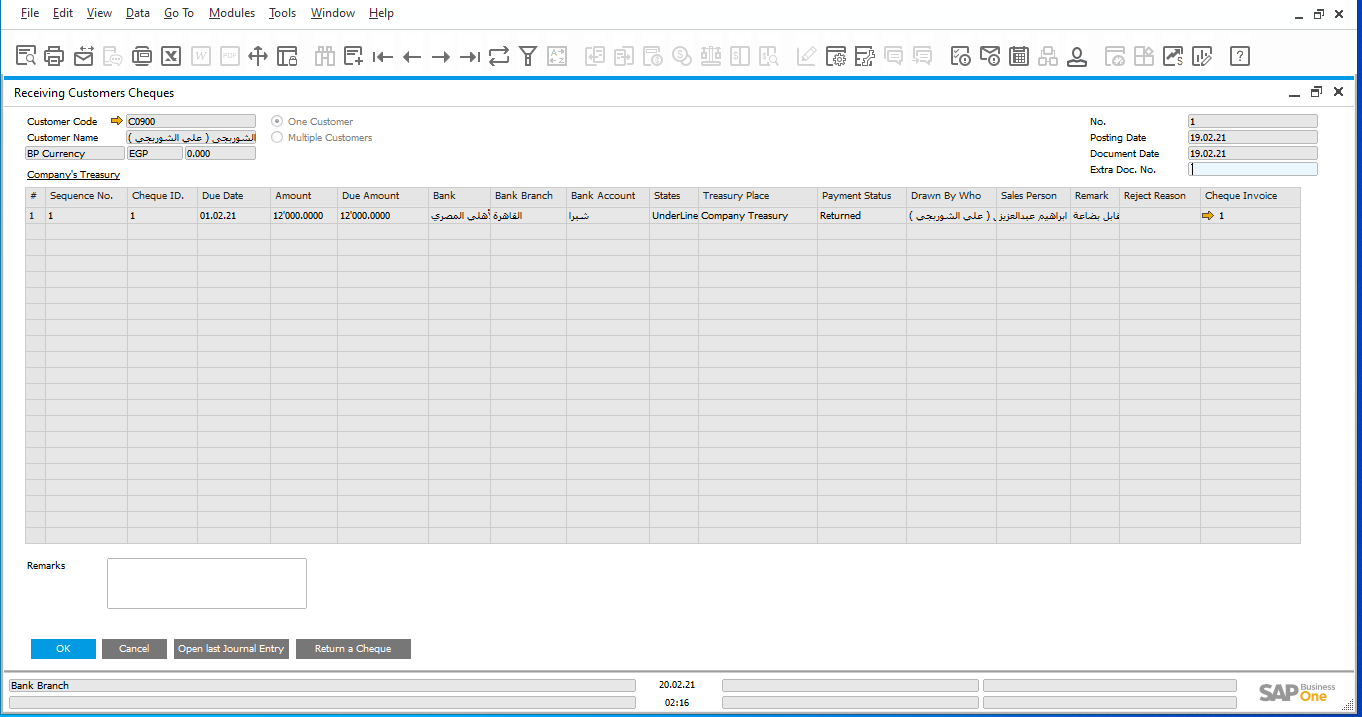 File Edit View Data Go To Modules Tools Window Help
Receiving Customers Cheques
Customer Code C0900 One Customer No. 1
Customer Name الشوربجى ( على الشوربجى ) Multiple Customers Posting Date 19.02.21
BP Currency EGP 0.000 Document Date 19.02.21
Extra Doc. No.
Company's Treasury
# Sequence No. Cheque ID. Due Date Amount Due Amount Bank Bank Branch Bank Account States Treasury Place Payment Status Drawn By Who Sales Person Remark Reject Reason Cheque Invoice
1 1 1 01.02.21 12'000.0000 12'000.0000 أهلي المصري القاهرة شبرا UnderLine Company Treasury Returned ( على الشوربجى ) ابراهيم عبدالعزيز قابل بضاعة 1
Remarks
OK Cancel Open last Journal Entry Return a Cheque
Bank Branch 20.02.21
02:16
SAP Business One